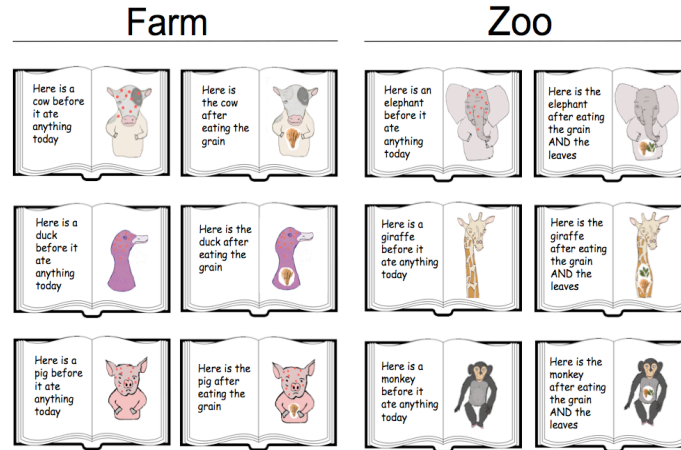 Farm
Zoo
Here is a
cow before
it ate
anything
today
Here is
the cow
after
eating the
grain
Here is an
elephant
before it
ate
anything
today
Here is the
elephant
after eating
the grain
AND the
leaves
Here is a
duck
before it
ate
anything
today
Here is the
duck after
eating the
grain
Here is a
giraffe
before it
ate anything
today
Here is the
giraffe
after eating
the grain
AND the
leaves
Here is a
pig before
it ate
anything
today
Here is the
pig after
eating the
grain
Here is a
monkey
before it
ate anything
today
Here is the
monkey
after eating
the grain
AND the
leaves